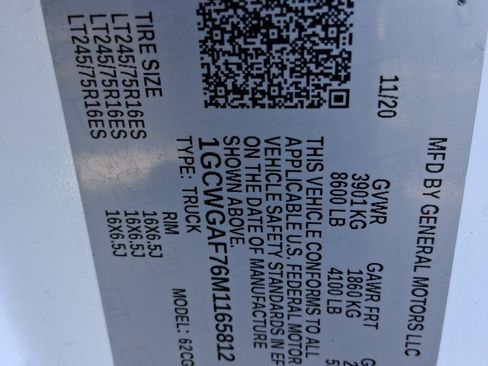 MFD BY GENERAL MOTORS LLC
11/20
GVWR
3901 KG
8600 LB
GAWR FRT
1860 KG
4100 LB
THIS VEHICLE CONFORMS TO ALL
APPLICABLE U.S. FEDERAL MOTOR
VEHICLE SAFETY STANDARDS IN EF
ON THE DATE OF MANUFACTURE
SHOWN ABOVE.
1GCWGAF76M1165812
TYPE: TRUCK
MODEL: 62CG
TIRE SIZE
LT245/75R16ES
LT245/75R16ES
LT245/75R16ES
RIM
16X6.5J
16X6.5J
16X6.5J